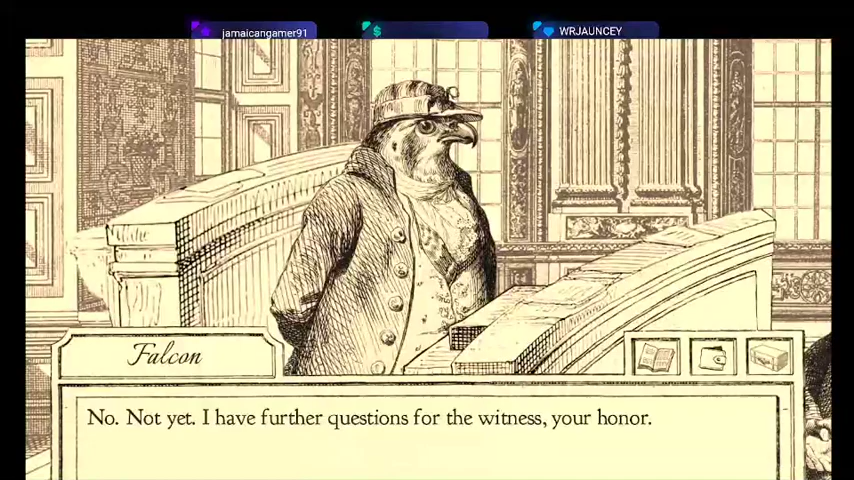 jamaicangamer91
$
WRJAUNCEY
Falcon
No. Not yet. I have further questions for the witness, your honor.